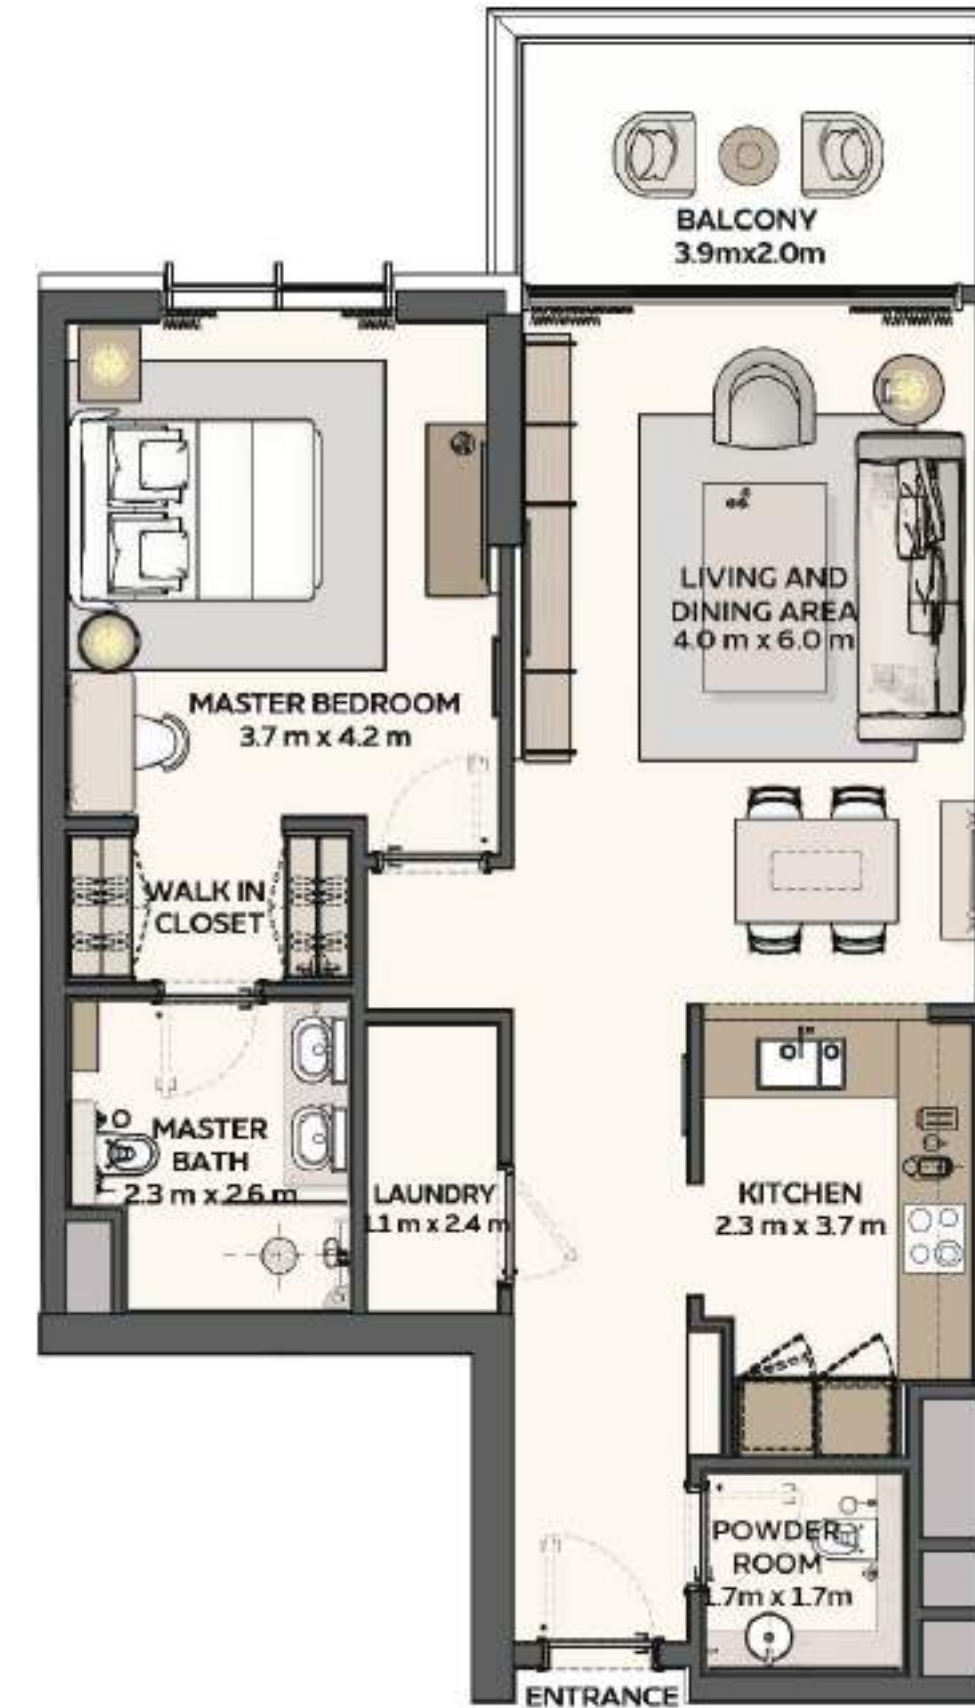 BALCONY
3.9mx2.0m
LIVING AND
DINING AREA
4.0 m x 6.0 m
MASTER BEDROOM
3.7 m x 4.2 m
WALK IN
CLOSET
MASTER
BATH
2.3 m x 2.6 m
LAUNDRY
1.1 m x 2.4 m
KITCHEN
2.3 m x 3.7 m
POWDER
ROOM
1.7m x 1.7m
ENTRANCE